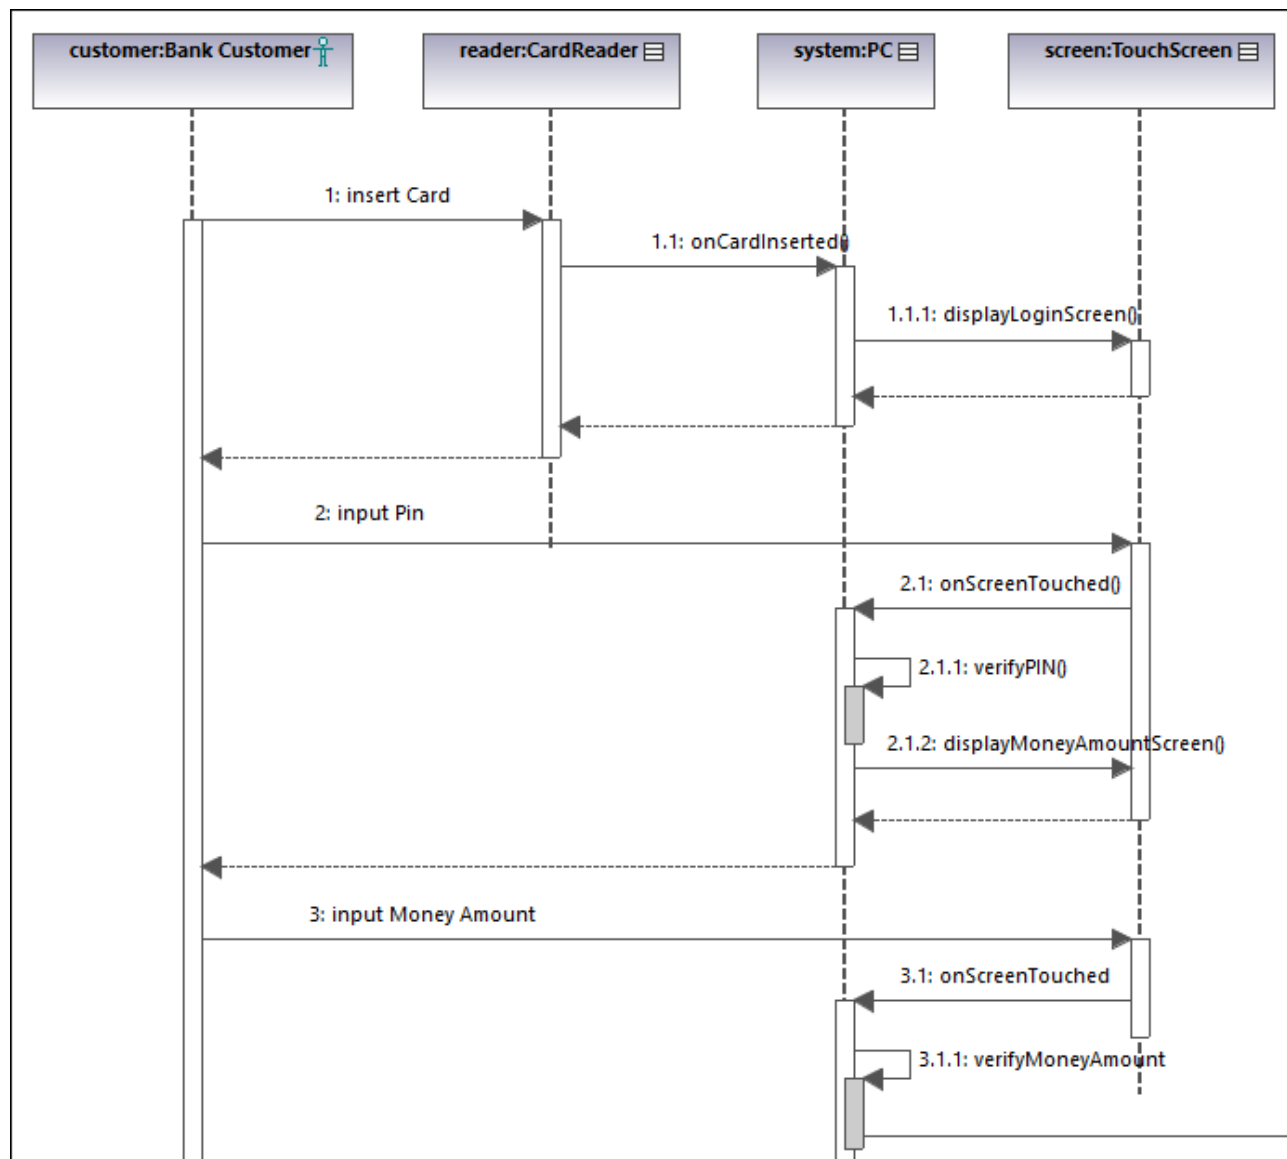 customer:Bank Customer
reader:CardReader
system:PC
screen:TouchScreen
1: insert Card
1.1: onCardInserted()
1.1.1: displayLoginScreen()
2: input Pin
2.1: onScreenTouched()
2.1.1: verifyPIN()
2.1.2: displayMoneyAmountScreen()
3: input Money Amount
3.1: onScreenTouched
3.1.1: verifyMoneyAmount